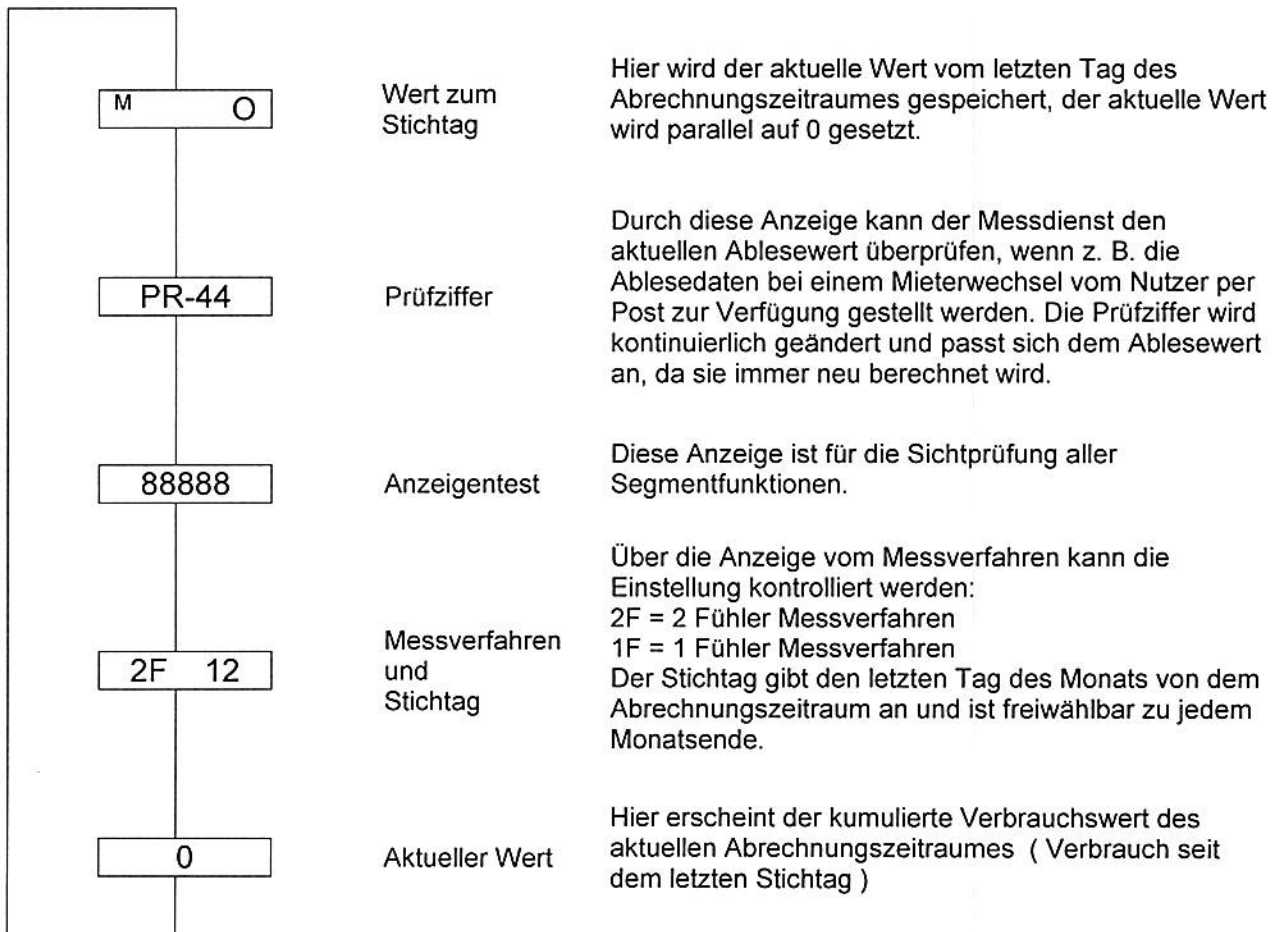 M O
Wert zum
Stichtag
Hier wird der aktuelle Wert vom letzten Tag des
Abrechnungszeitraumes gespeichert, der aktuelle Wert
wird parallel auf 0 gesetzt.
PR-44
Prüfziffer
Durch diese Anzeige kann der Messdienst den
aktuellen Ablesewert überprüfen, wenn z. B. die
Ablesedaten bei einem Mieterwechsel vom Nutzer per
Post zur Verfügung gestellt werden. Die Prüfziffer wird
kontinuierlich geändert und passt sich dem Ablesewert
an, da sie immer neu berechnet wird.
88888
Anzeigentest
Diese Anzeige ist für die Sichtprüfung aller
Segmentfunktionen.
2F 12
Messverfahren
und
Stichtag
Über die Anzeige vom Messverfahren kann die
Einstellung kontrolliert werden:
2F = 2 Fühler Messverfahren
1F = 1 Fühler Messverfahren
Der Stichtag gibt den letzten Tag des Monats von dem
Abrechnungszeitraum an und ist freiwählbar zu jedem
Monatsende.
0
Aktueller Wert
Hier erscheint der kumulierte Verbrauchswert des
aktuellen Abrechnungszeitraumes ( Verbrauch seit
dem letzten Stichtag )